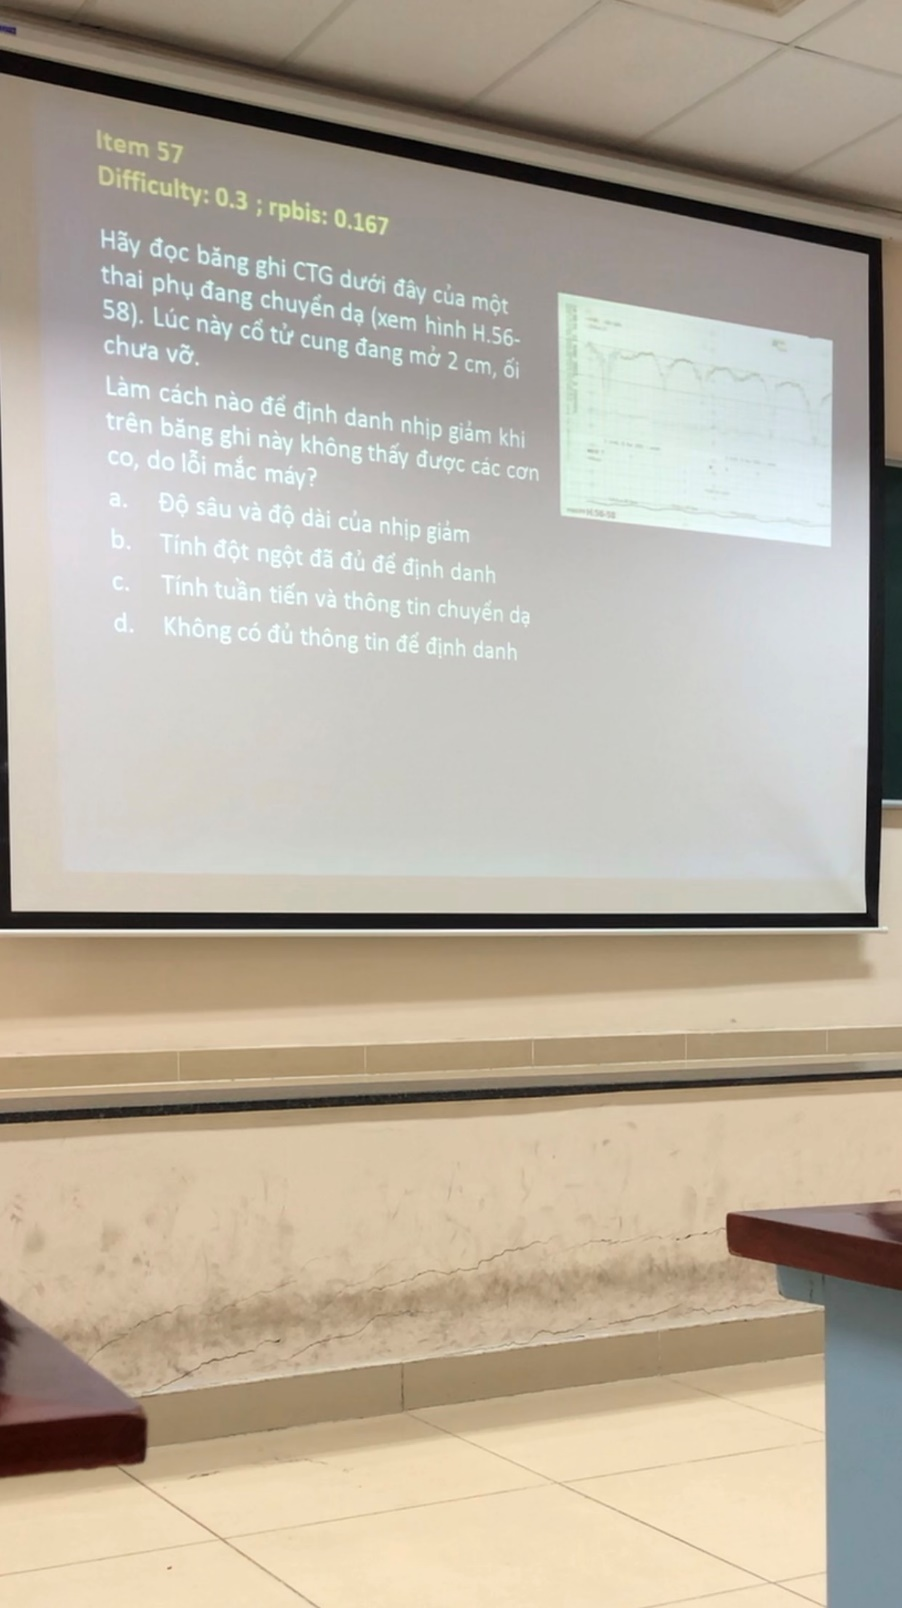 Item 57
Difficulty: 0.3 ; rpbis: 0.167
Hãy đọc băng ghi CTG dưới đây của một
thai phụ đang chuyển dạ (xem hình H.56-
58). Lúc này cổ tử cung đang mở 2 cm, ối
chưa vỡ.
Làm cách nào để định danh nhịp giảm khi
trên băng ghi này không thấy được các cơn
co, do lỗi mắc máy?
a. Độ sâu và độ dài của nhịp giảm
b. Tính đột ngột đã đủ để định danh
c. Tính tuần tiến và thông tin chuyển dạ
d. Không có đủ thông tin để định danh